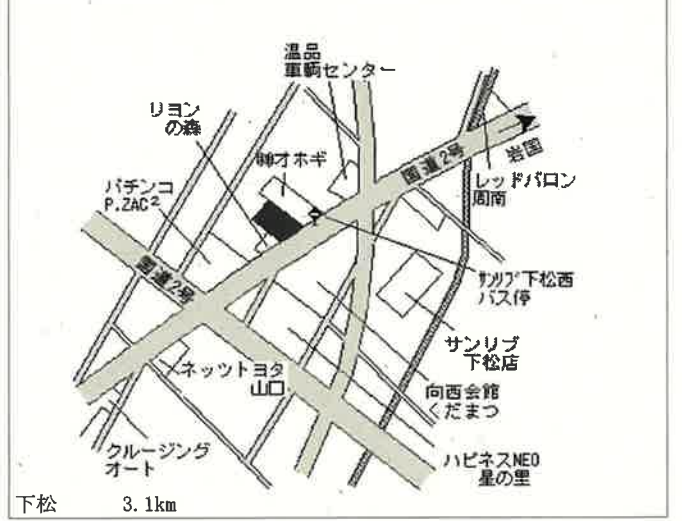 温品
車輌センター
リヨン
の森
㈱オホギ
国道2号
岩国
パチンコ
P.ZAC²
レッドバロン
周南
国道2号
サンリブ下松西
バス停
サンリブ
下松店
ネッツトヨタ
山口
向西会館
くだまつ
クルージング
オート
ハピネスNEO
星の里
下松 3.1km